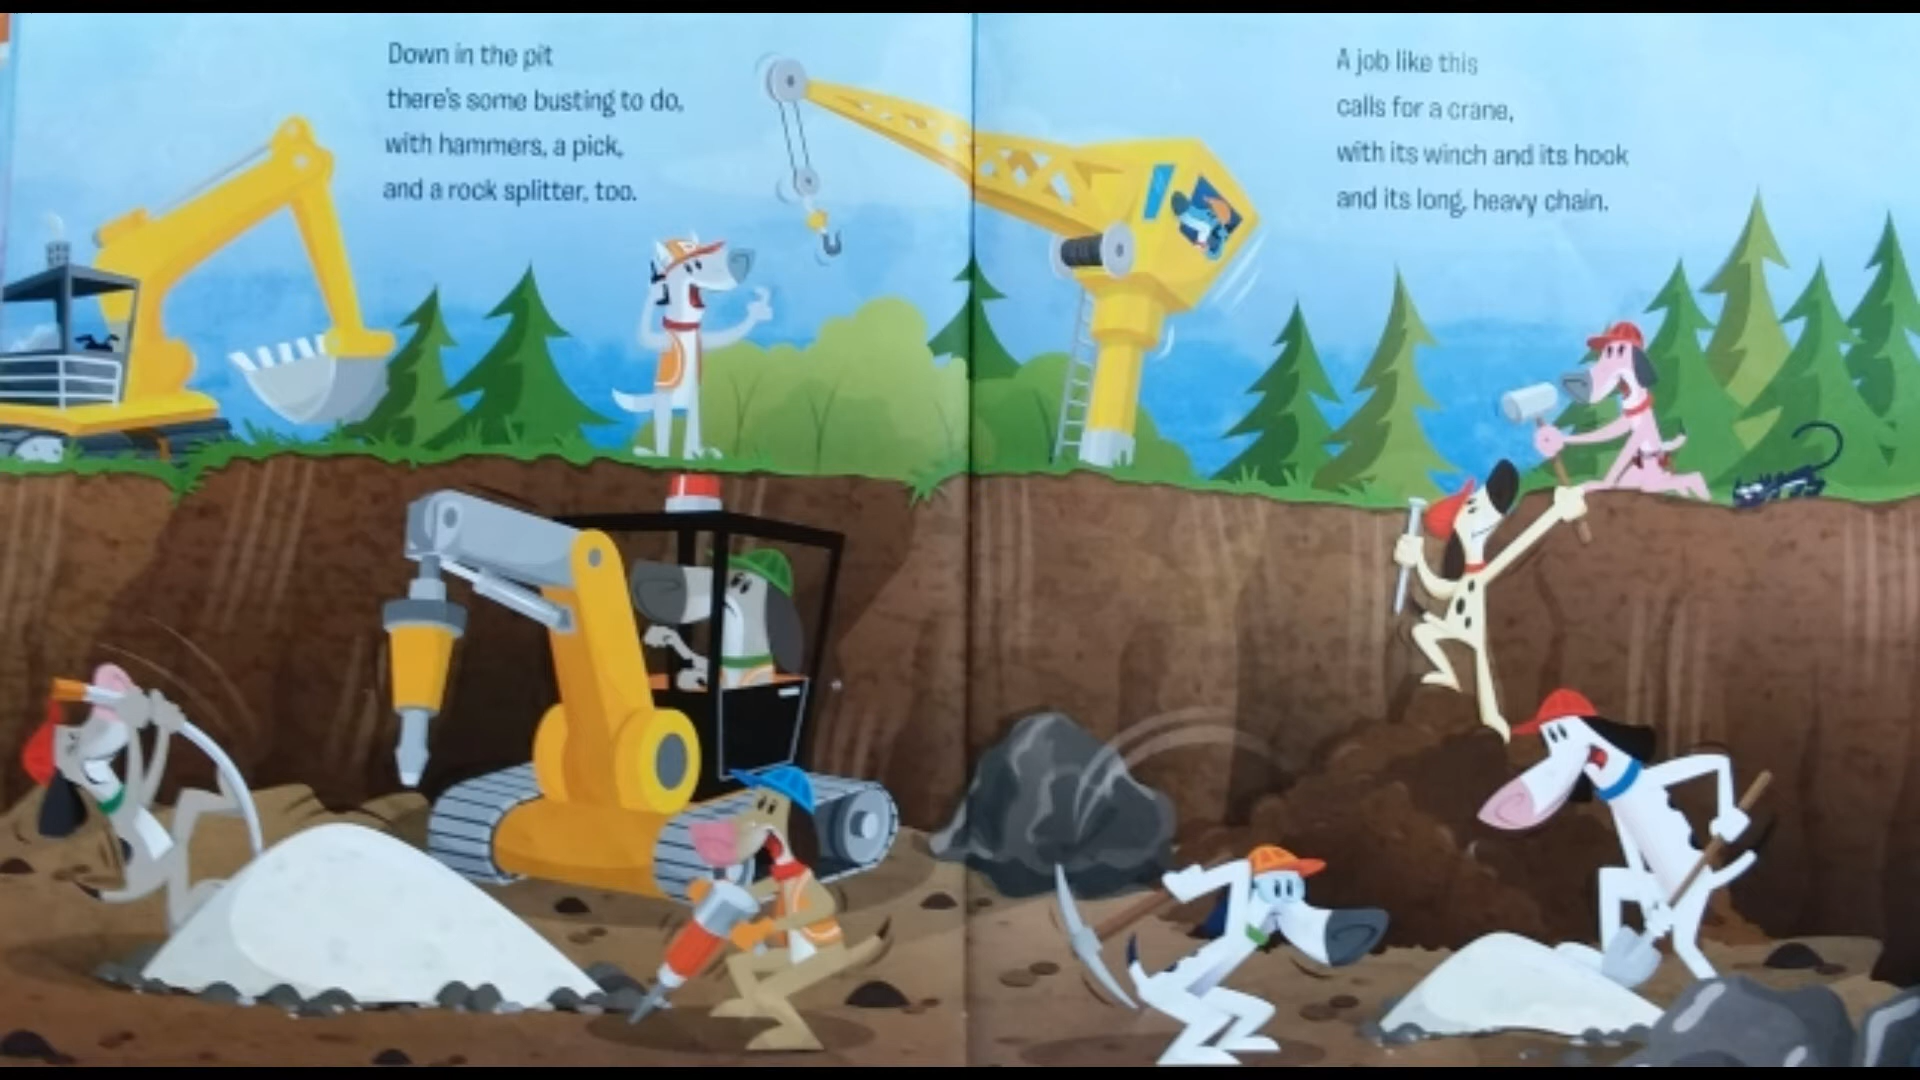 Down in the pit
there's some busting to do,
with hammers, a pick,
and a rock splitter, too.
A job like this
calls for a crane,
with its winch and its hook
and its long, heavy chain.